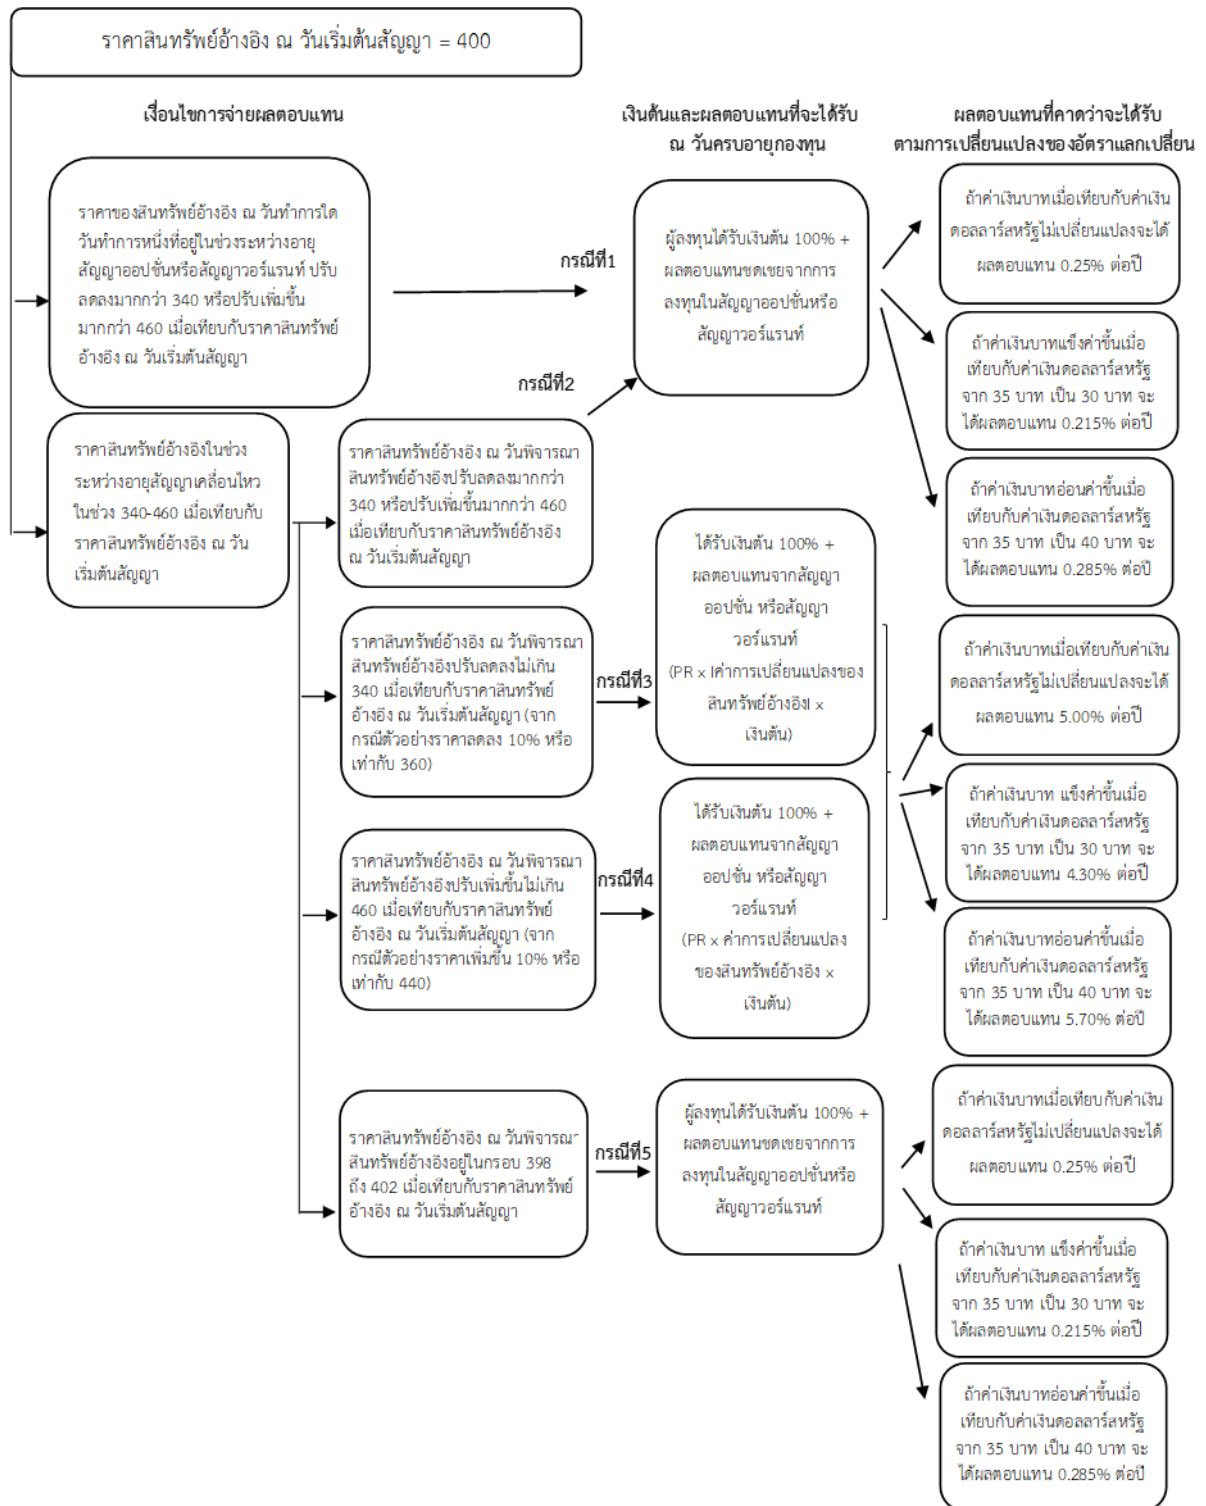 ราคาสินทรัพย์อ้างอิง ณ วันเริ่มต้นสัญญา = 400
เงื่อนไขการจ่ายผลตอบแทน
เงินต้นและผลตอบแทนที่จะได้รับ
ณ วันครบอายุกองทุน
ผลตอบแทนที่คาดว่าจะได้รับ
ตามการเปลี่ยนแปลงของอัตราแลกเปลี่ยน
ราคาของสินทรัพย์อ้างอิง ณ วันทำการใด
วันทำการหนึ่งที่อยู่ในช่วงระหว่างอายุ
สัญญาออปชั่นหรือสัญญาวอร์แรนท์ ปรับ
ลดลงมากกว่า 340 หรือปรับเพิ่มขึ้น
มากกว่า 460 เมื่อเทียบกับราคาสินทรัพย์
อ้างอิง ณ วันเริ่มต้นสัญญา
กรณีที่1
ผู้ลงทุนได้รับเงินต้น 100% +
ผลตอบแทนชดเชยจากการ
ลงทุนในสัญญาออปชั่นหรือ
สัญญาวอร์แรนท์
ถ้าค่าเงินบาทเมื่อเทียบกับค่าเงิน
ดอลลาร์สหรัฐไม่เปลี่ยนแปลงจะได้
ผลตอบแทน 0.25% ต่อปี
ถ้าค่าเงินบาทแข็งค่าขึ้นเมื่อ
เทียบกับค่าเงินดอลลาร์สหรัฐ
จาก 35 บาท เป็น 30 บาท จะ
ได้ผลตอบแทน 0.215% ต่อปี
ถ้าค่าเงินบาทอ่อนค่าขึ้นเมื่อ
เทียบกับค่าเงินดอลลาร์สหรัฐ
จาก 35 บาท เป็น 40 บาท จะ
ได้ผลตอบแทน 0.285% ต่อปี
ราคาสินทรัพย์อ้างอิงในช่วง
ระหว่างอายุสัญญาเคลื่อนไหว
ในช่วง 340-460 เมื่อเทียบกับ
ราคาสินทรัพย์อ้างอิง ณ วัน
เริ่มต้นสัญญา
กรณีที่2
ราคาสินทรัพย์อ้างอิง ณ วันพิจารณา
สินทรัพย์อ้างอิงปรับลดลงมากกว่า
340 หรือปรับเพิ่มขึ้นมากกว่า 460
เมื่อเทียบกับราคาสินทรัพย์อ้างอิง
ณ วันเริ่มต้นสัญญา
ราคาสินทรัพย์อ้างอิง ณ วันพิจารณา
สินทรัพย์อ้างอิงปรับลดลงไม่เกิน
340 เมื่อเทียบกับราคาสินทรัพย์
อ้างอิง ณ วันเริ่มต้นสัญญา (จาก
กรณีตัวอย่างราคาลดลง 10% หรือ
เท่ากับ 360)
กรณีที่3
ได้รับเงินต้น 100% +
ผลตอบแทนจากสัญญา
ออปชั่น หรือสัญญา
วอร์แรนท์
(PR x Iค่าการเปลี่ยนแปลงของ
สินทรัพย์อ้างอิงI x
เงินต้น)
ราคาสินทรัพย์อ้างอิง ณ วันพิจารณา
สินทรัพย์อ้างอิงปรับเพิ่มขึ้นไม่เกิน
460 เมื่อเทียบกับราคาสินทรัพย์
อ้างอิง ณ วันเริ่มต้นสัญญา (จาก
กรณีตัวอย่างราคาเพิ่มขึ้น 10% หรือ
เท่ากับ 440)
กรณีที่4
ได้รับเงินต้น 100% +
ผลตอบแทนจากสัญญา
ออปชั่น หรือสัญญา
วอร์แรนท์
(PR x ค่าการเปลี่ยนแปลง
ของสินทรัพย์อ้างอิง x
เงินต้น)
ถ้าค่าเงินบาทเมื่อเทียบกับค่าเงิน
ดอลลาร์สหรัฐไม่เปลี่ยนแปลงจะได้
ผลตอบแทน 5.00% ต่อปี
ถ้าค่าเงินบาท แข็งค่าขึ้นเมื่อ
เทียบกับค่าเงินดอลลาร์สหรัฐ
จาก 35 บาท เป็น 30 บาท จะ
ได้ผลตอบแทน 4.30% ต่อปี
ถ้าค่าเงินบาทอ่อนค่าขึ้นเมื่อ
เทียบกับค่าเงินดอลลาร์สหรัฐ
จาก 35 บาท เป็น 40 บาท จะ
ได้ผลตอบแทน 5.70% ต่อปี
ราคาสินทรัพย์อ้างอิง ณ วันพิจารณา
สินทรัพย์อ้างอิงอยู่ในกรอบ 398
ถึง 402 เมื่อเทียบกับราคาสินทรัพย์
อ้างอิง ณ วันเริ่มต้นสัญญา
กรณีที่5
ผู้ลงทุนได้รับเงินต้น 100% +
ผลตอบแทนชดเชยจากการ
ลงทุนในสัญญาออปชั่นหรือ
สัญญาวอร์แรนท์
ถ้าค่าเงินบาทเมื่อเทียบกับค่าเงิน
ดอลลาร์สหรัฐไม่เปลี่ยนแปลงจะได้
ผลตอบแทน 0.25% ต่อปี
ถ้าค่าเงินบาท แข็งค่าขึ้นเมื่อ
เทียบกับค่าเงินดอลลาร์สหรัฐ
จาก 35 บาท เป็น 30 บาท จะ
ได้ผลตอบแทน 0.215% ต่อปี
ถ้าค่าเงินบาทอ่อนค่าขึ้นเมื่อ
เทียบกับค่าเงินดอลลาร์สหรัฐ
จาก 35 บาท เป็น 40 บาท จะ
ได้ผลตอบแทน 0.285% ต่อปี